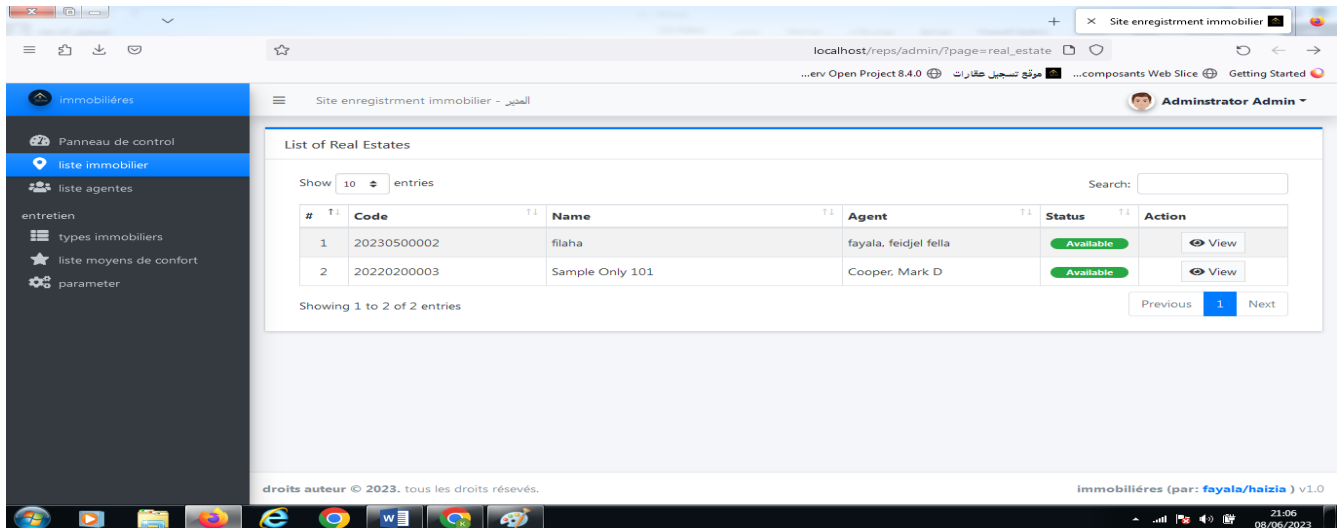 Site enregistrment immobilier
localhost/reps/admin/?page=real_estate
...erv Open Project 8.4.0 موقع تسجيل عقارات ...composants Web Slice Getting Started
immobiliéres
Site enregistrment immobilier - المدير
Adminstrator Admin
Panneau de control
liste immobilier
liste agentes
entretien
types immobiliers
liste moyens de confort
parameter
List of Real Estates
Show 10 entries
Search:
# Code Name Agent Status Action
1 20230500002 filaha fayala, feidjel fella Available View
2 20220200003 Sample Only 101 Cooper, Mark D Available View
Showing 1 to 2 of 2 entries
Previous 1 Next
droits auteur © 2023. tous les droits résevés.
immobiliéres (par: fayala/haizia ) v1.0
21:06
08/06/2023